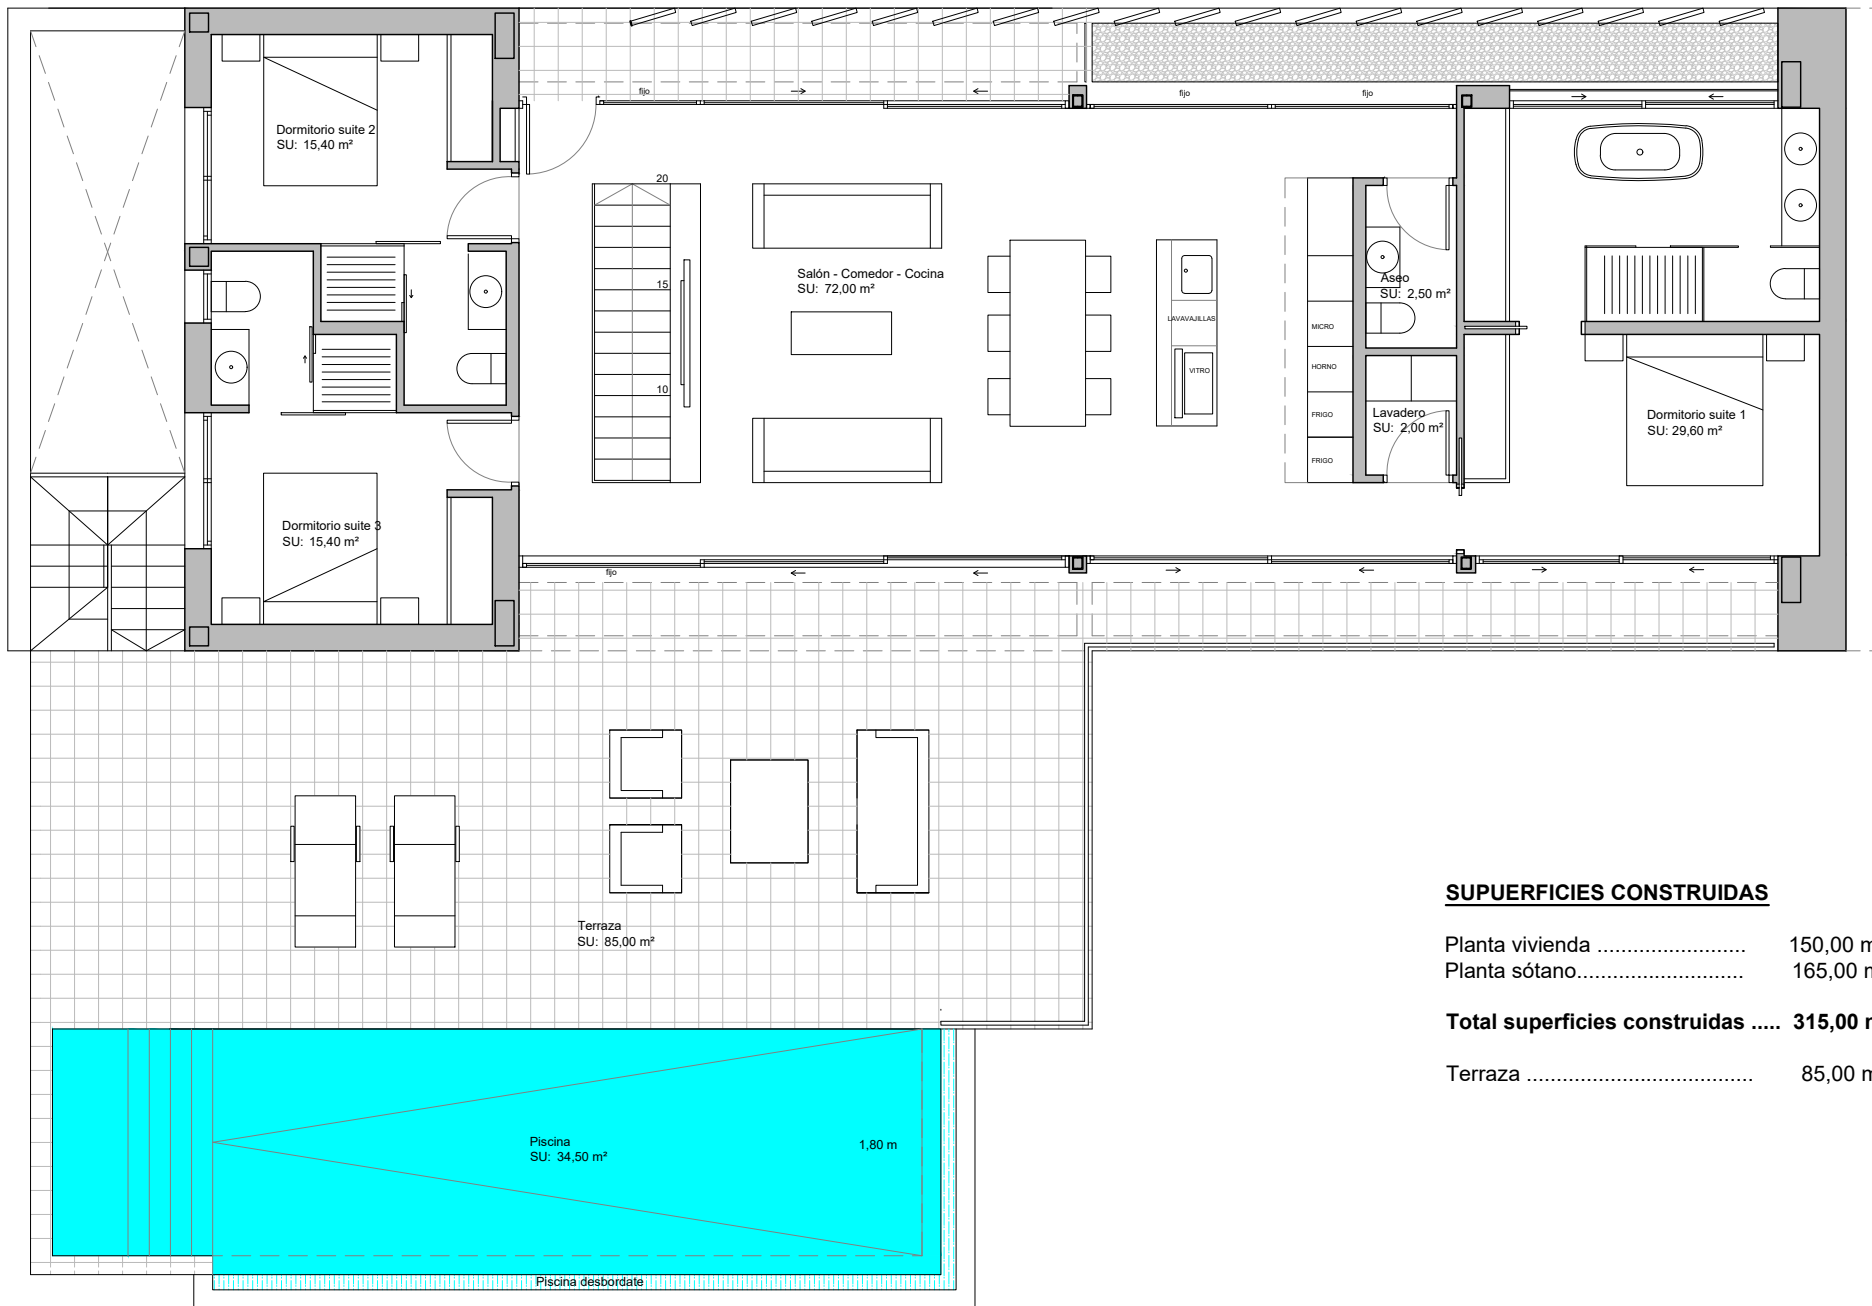 fijo
fijo
fijo
Dormitorio suite 2
SU: 15,40 m²
20
15
10
Salón - Comedor - Cocina
SU: 72,00 m²
LAVAVAJILLAS
VITRO
MICRO
HORNO
FRIGO
FRIGO
Aseo
SU: 2,50 m²
Lavadero
SU: 2,00 m²
Dormitorio suite 1
SU: 29,60 m²
Dormitorio suite 3
SU: 15,40 m²
fijo
Terraza
SU: 85,00 m²
SUPUERFICIES CONSTRUIDAS
Planta vivienda ......................... 150,00 m
Planta sótano............................ 165,00 m
Total superficies construidas ..... 315,00 m
Terraza ...................................... 85,00 m
Piscina
SU: 34,50 m²
1,80 m
Piscina desbordate